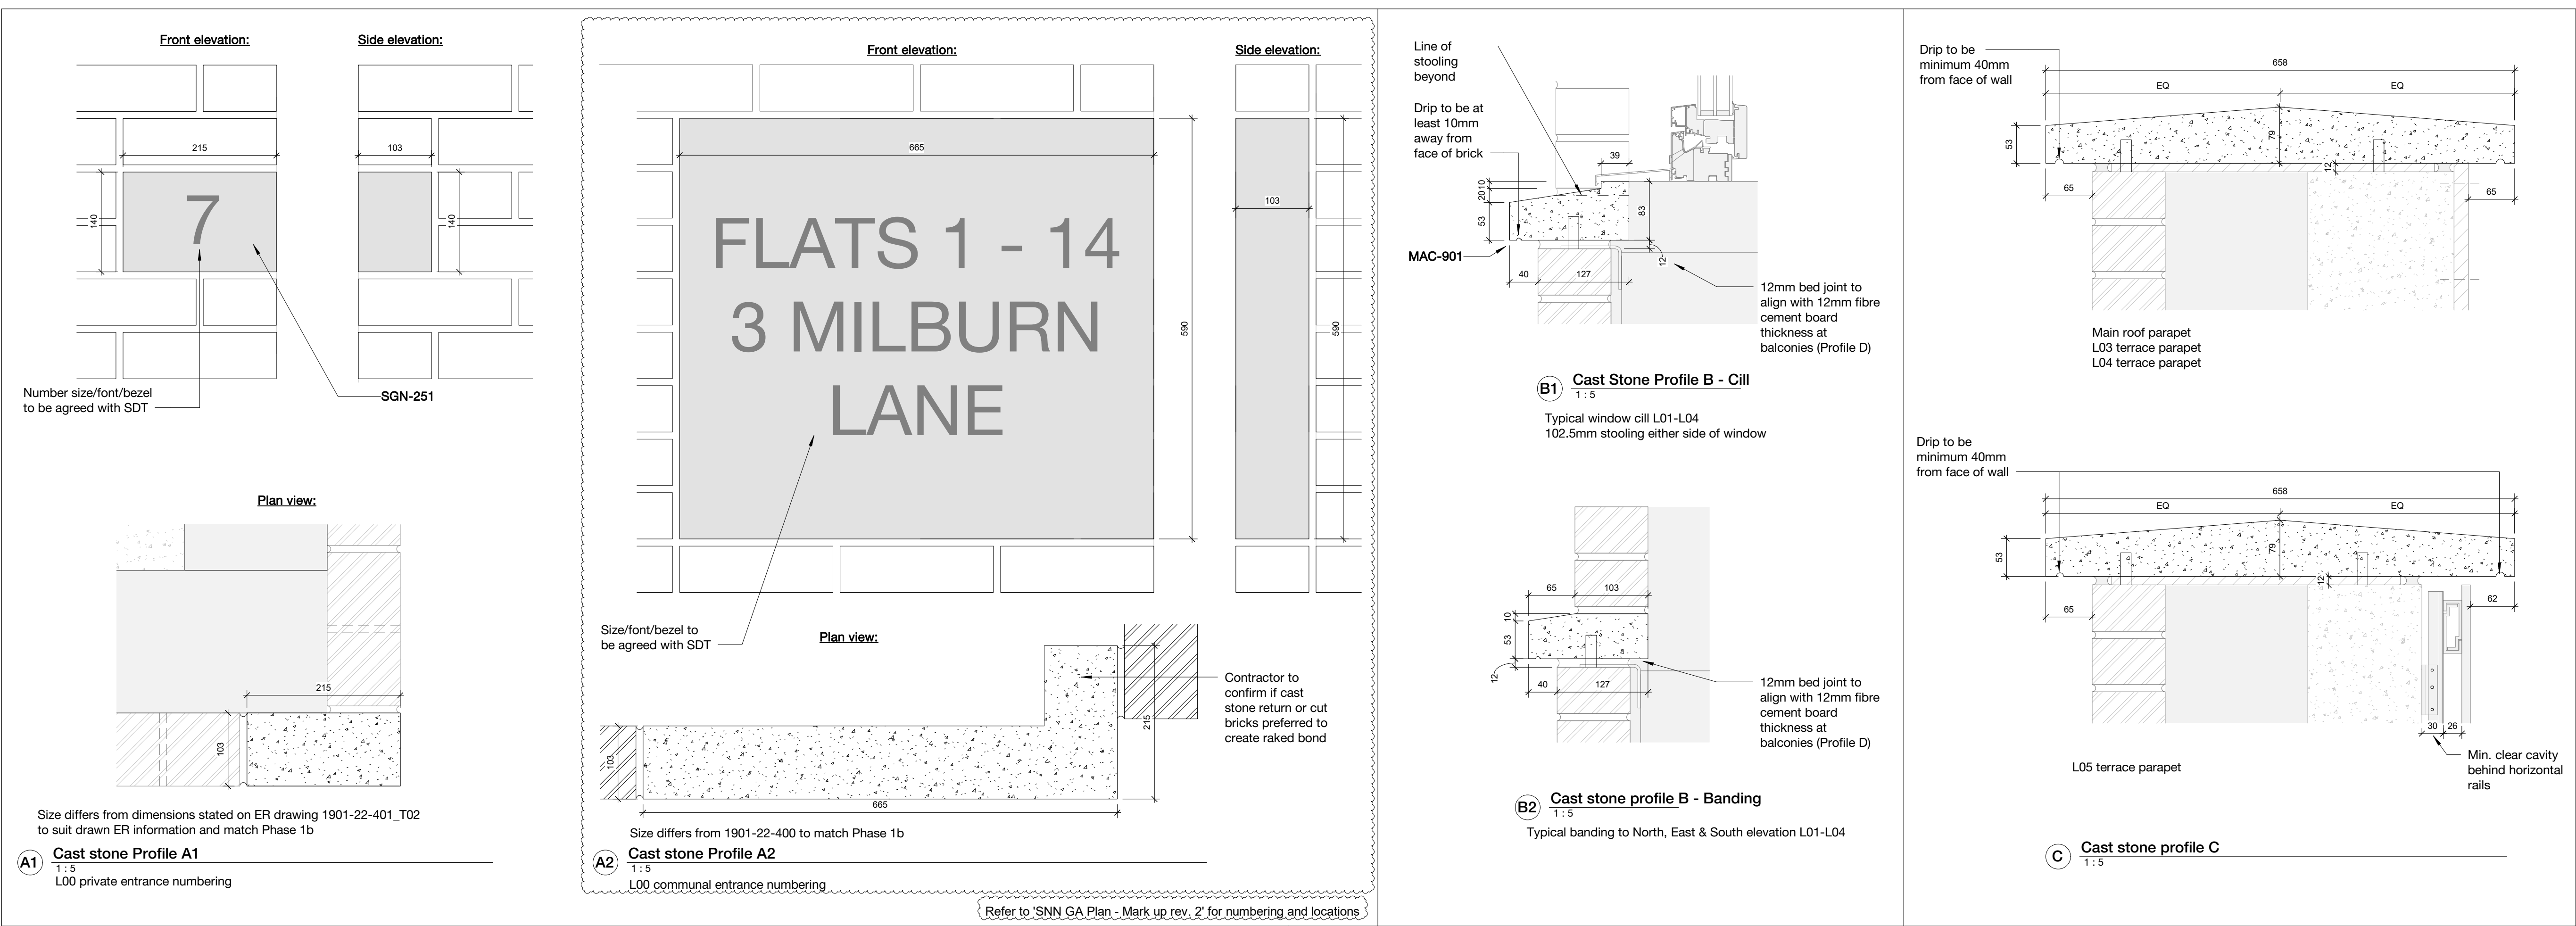 Front elevation:
Side elevation:
215
103
140
140
7
Number size/font/bezel
to be agreed with SDT
SGN-251
Plan view:
215
103
Size differs from dimensions stated on ER drawing 1901-22-401_T02
to suit drawn ER information and match Phase 1b
A1
Cast stone Profile A1
1 : 5
L00 private entrance numbering
Front elevation:
Side elevation:
665
103
FLATS 1 - 14
3 MILBURN
LANE
590
590
Size/font/bezel to
be agreed with SDT
Plan view:
Contractor to
confirm if cast
stone return or cut
bricks preferred to
create raked bond
215
103
665
Size differs from 1901-22-400 to match Phase 1b
A2
Cast stone Profile A2
1 : 5
L00 communal entrance numbering
Refer to 'SNN GA Plan - Mark up rev. 2' for numbering and locations
Line of
stooling
beyond
Drip to be at
least 10mm
away from
face of brick
39
10
20
53
83
MAC-901
12
40
127
12mm bed joint to
align with 12mm fibre
cement board
thickness at
balconies (Profile D)
B1
Cast Stone Profile B - Cill
1 : 5
Typical window cill L01-L04
102.5mm stooling either side of window
65
103
10
53
12
40
127
12mm bed joint to
align with 12mm fibre
cement board
thickness at
balconies (Profile D)
B2
Cast stone profile B - Banding
1 : 5
Typical banding to North, East & South elevation L01-L04
Drip to be
minimum 40mm
from face of wall
658
EQ
EQ
53
79
12
65
65
Main roof parapet
L03 terrace parapet
L04 terrace parapet
Drip to be
minimum 40mm
from face of wall
658
EQ
EQ
53
79
12
65
62
30
26
Min. clear cavity
behind horizontal
rails
L05 terrace parapet
C
Cast stone profile C
1 : 5